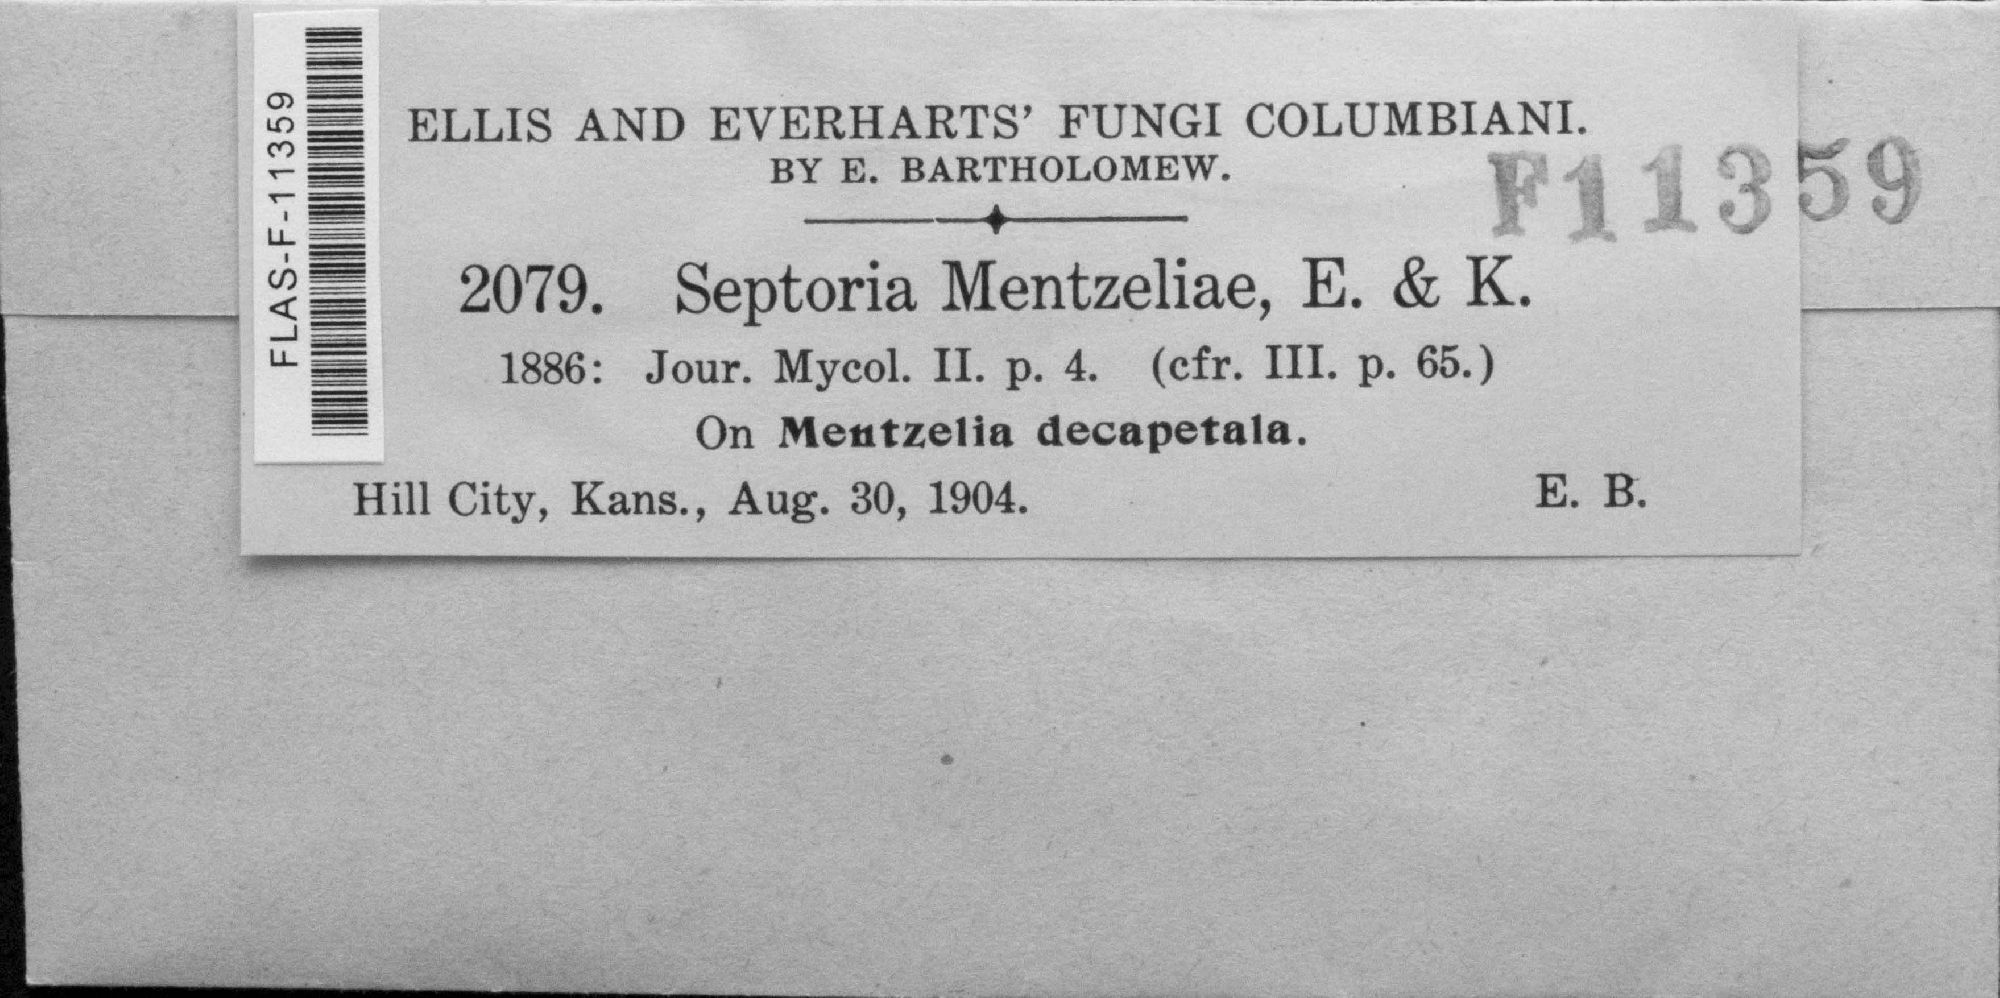 FLAS-F-11359
ELLIS AND EVERHARTS' FUNGI COLUMBIANI.
BY E. BARTHOLOMEW.
F11359
2079. Septoria Mentzeliae, E. & K.
1886: Jour. Mycol. II. p. 4. (cfr. III. p. 65.)
On Mentzelia decapetala.
Hill City, Kans., Aug. 30, 1904. E. B.